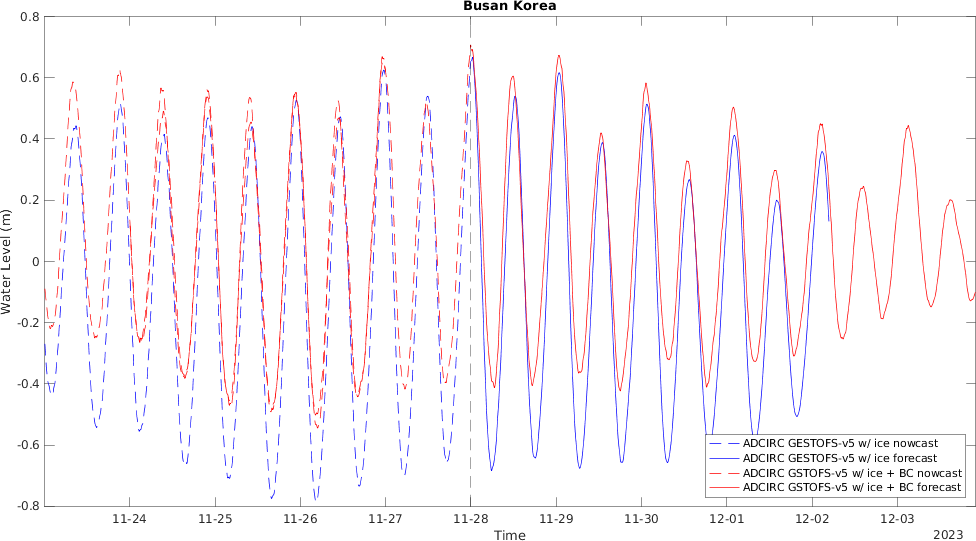 Busan Korea
0.8
0.6
0.4
0.2
0
-0.2
-0.4
-0.6
-0.8
Water Level (m)
11-24 11-25 11-26 11-27 11-28 11-29 11-30 12-01 12-02 12-03
Time
2023
ADCIRC GESTOFS-v5 w/ ice nowcast
ADCIRC GESTOFS-v5 w/ ice forecast
ADCIRC GSTOFS-v5 w/ ice + BC nowcast
ADCIRC GSTOFS-v5 w/ ice + BC forecast